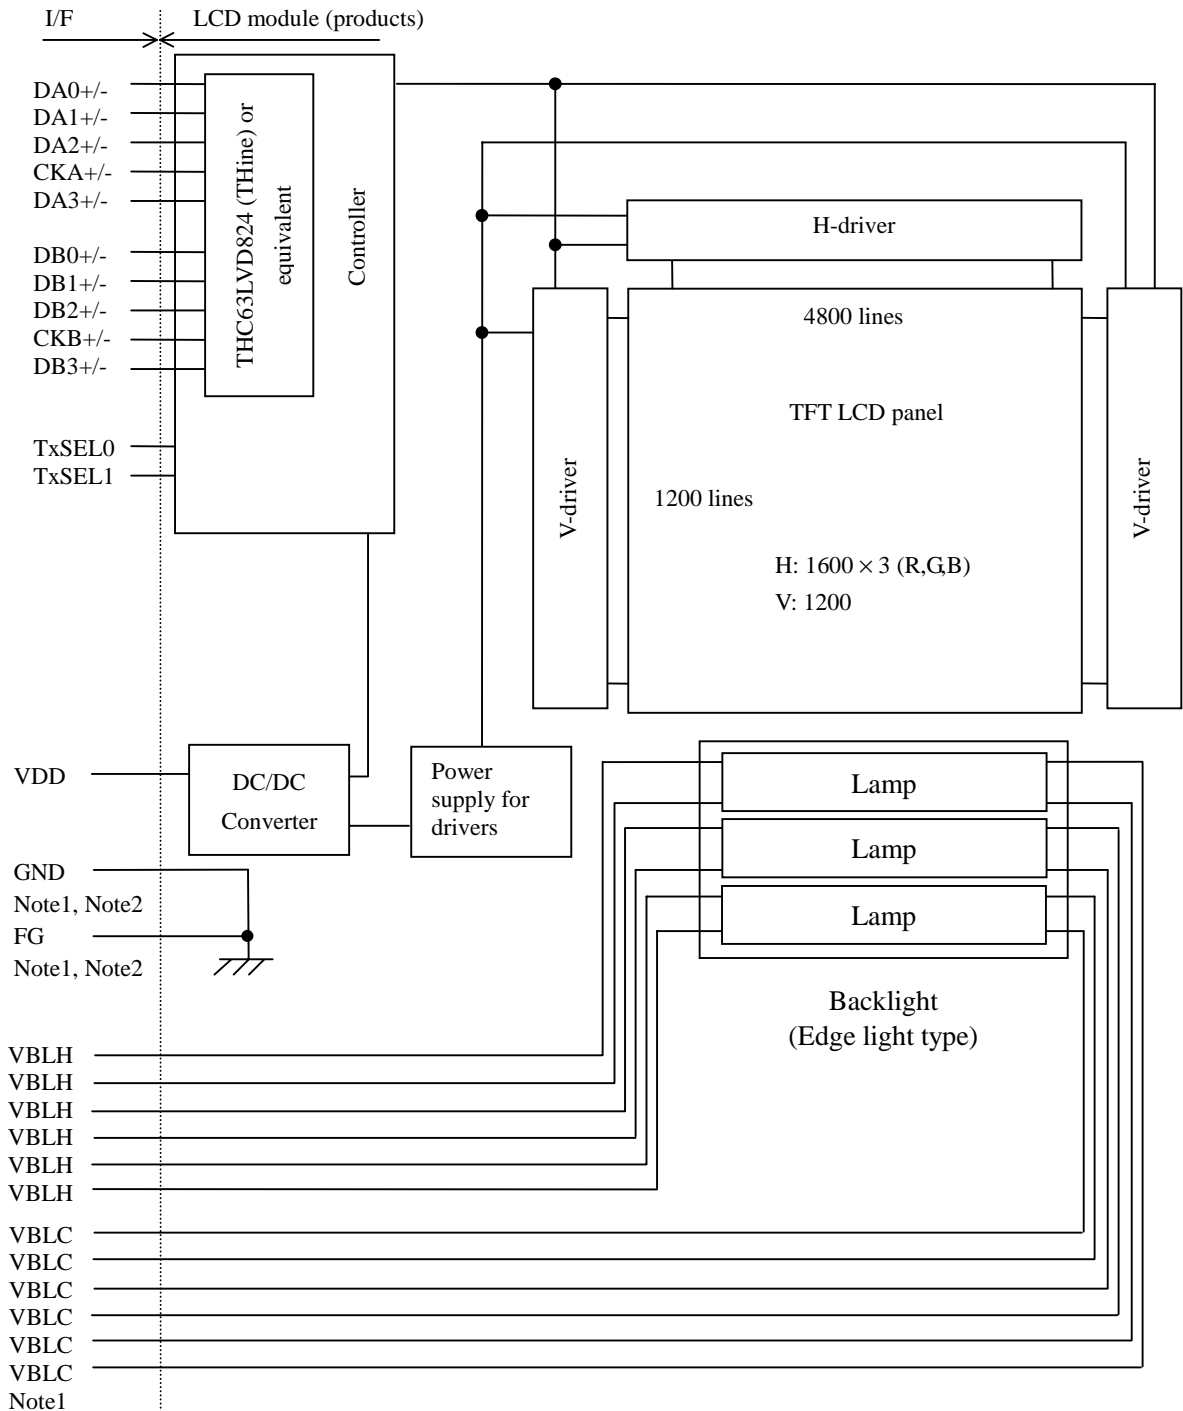 I/F
LCD module (products)
DA0+/-
DA1+/-
DA2+/-
CKA+/-
DA3+/-
DB0+/-
DB1+/-
DB2+/-
CKB+/-
DB3+/-
TxSEL0
TxSEL1
THC63LVD824 (THine) or
equivalent
Controller
H-driver
4800 lines
TFT LCD panel
V-driver
1200 lines
V-driver
H: 1600 × 3 (R,G,B)
V: 1200
VDD
DC/DC
Converter
Power
supply for
drivers
Lamp
Lamp
Lamp
GND
Note1, Note2
FG
Note1, Note2
Backlight
(Edge light type)
VBLH
VBLH
VBLH
VBLH
VBLH
VBLH
VBLC
VBLC
VBLC
VBLC
VBLC
VBLC
Note1